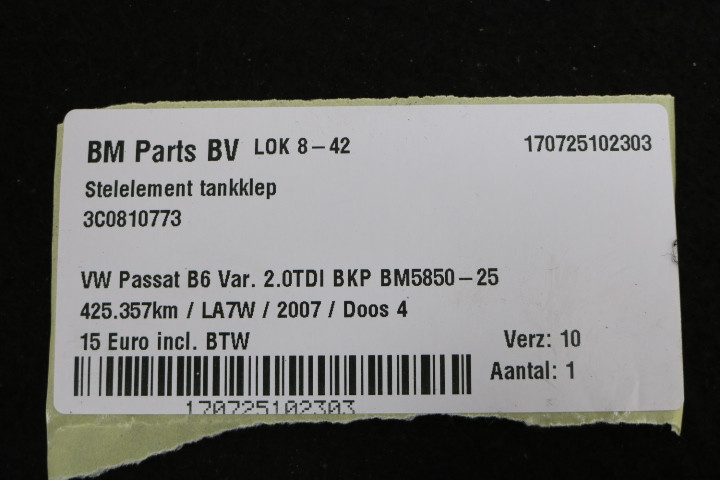 BM Parts BV LOK 8-42 170725102303
Stelelement tankklep
3C0810773
VW Passat B6 Var. 2.0TDI BKP BM5850-25
425.357km / LA7W / 2007 / Doos 4
15 Euro incl. BTW Verz: 10
Aantal: 1
170725102303